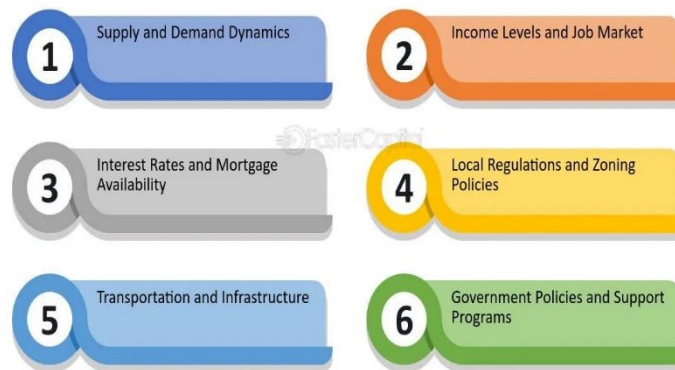 1
Supply and Demand Dynamics
2
Income Levels and Job Market
FasterCapital
3
Interest Rates and Mortgage
Availability
4
Local Regulations and Zoning
Policies
5
Transportation and Infrastructure
6
Government Policies and Support
Programs